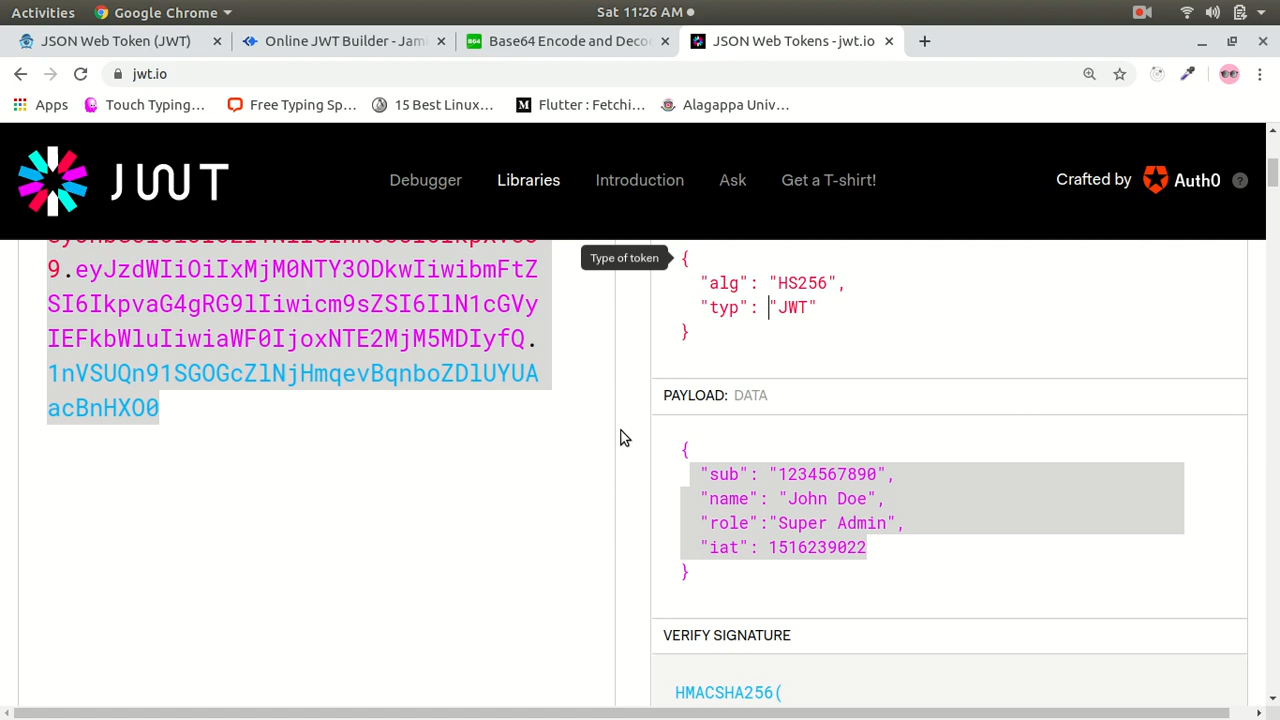 Activities Google Chrome Sat 11:26 AM
JSON Web Token (JWT) Online JWT Builder - Jami Base64 Encode and Deco JSON Web Tokens - jwt.io
jwt.io
Apps Touch Typing... Free Typing Sp... 15 Best Linux... Flutter : Fetchi... Alagappa Univ...
JWT Debugger Libraries Introduction Ask Get a T-shirt! Crafted by Auth0 ?
9.eyJzdWIiOiIxMjM0NTY3ODkwIiwibmFtZ
SI6IkpvaG4gRG9lIiwicm9sZSI6IlN1cGVy
IEFkbWluIiwiaWF0IjoxNTE2MjM5MDIyfQ.
1nVSUQn91SGOGcZlNjHmqevBqnboZDlUYUA
acBnHXO0
Type of token
{
"alg": "HS256",
"typ": "JWT"
}
PAYLOAD: DATA
{
"sub": "1234567890",
"name": "John Doe",
"role":"Super Admin",
"iat": 1516239022
}
VERIFY SIGNATURE
HMACSHA256(